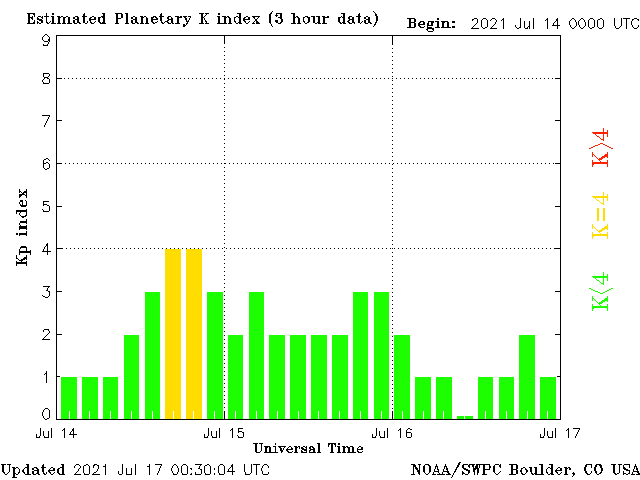 Estimated Planetary K index (3 hour data)
Begin: 2021 Jul 14 0000 UTC
9
8
7
6
5
4
3
2
1
0
Kp index
K>4
K=4
K<4
Jul 14
Jul 15
Jul 16
Jul 17
Universal Time
Updated 2021 Jul 17 00:30:04 UTC
NOAA/SWPC Boulder, CO USA